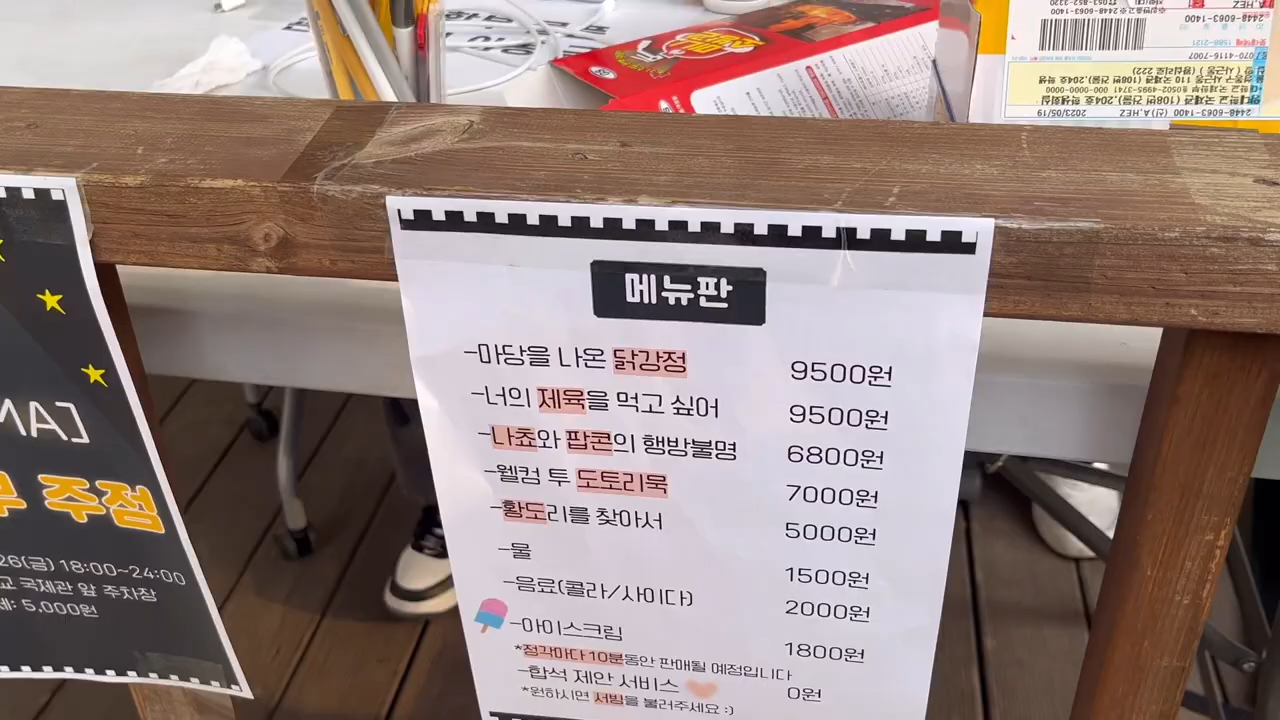 메뉴판
-마당을 나온 닭강정 9500원
-너의 제육을 먹고 싶어 9500원
-나쵸와 팝콘의 행방불명 6800원
-웰컴 투 도토리묵 7000원
-황도리를 찾아서 5000원
-물 1500원
-음료(콜라/사이다) 2000원
-아이스크림 1800원
*정각마다 10분동안 판매될 예정입니다
-합석 제안 서비스 0원
*원하시면 서빙을 불러주세요 :)
주점
26(금) 18:00~24:00
교 국제관 앞 주차장
5,000원
2023/05/19
2448-6063-1400